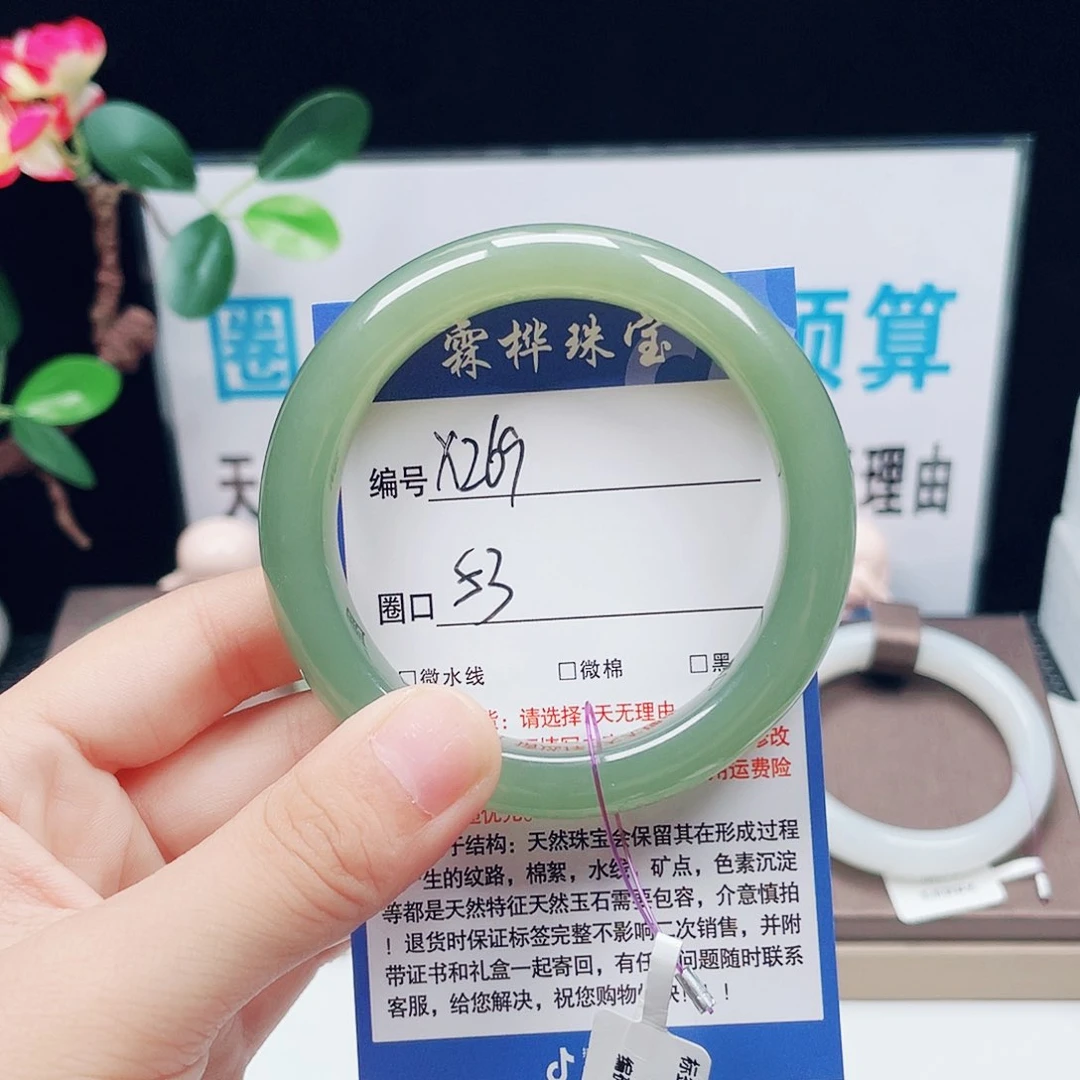 圈
预算
天
理由
霖桦珠宝
编号 X269
圈口 53
□微水线 □微棉 □黑
货：请选择7天无理由
修改
用运费险
子结构：天然珠宝会保留其在形成过程
生的纹路，棉絮，水线，矿点，色素沉淀
等都是天然特征天然玉石需要包容，介意慎拍
！退货时保证标签完整不影响二次销售，并附
带证书和礼盒一起寄回，有任 问题随时联系
客服，给您解决，祝您购物愉快！！！